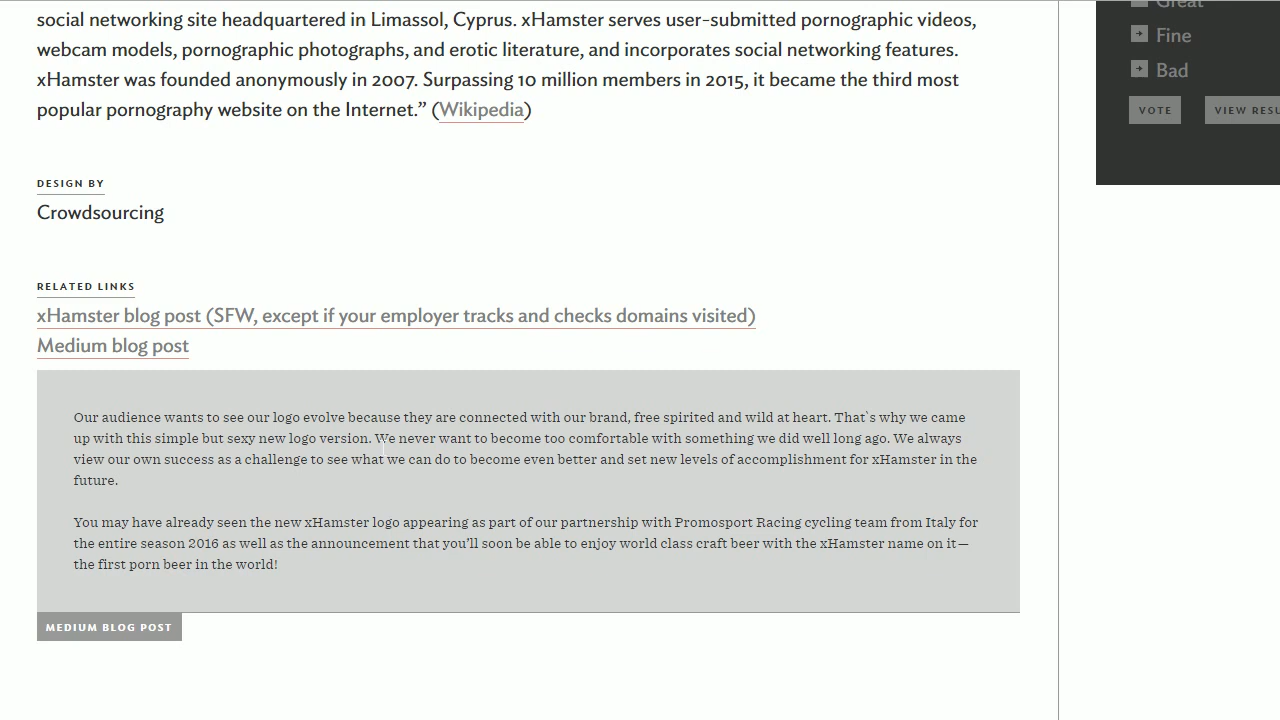 social networking site headquartered in Limassol, Cyprus. xHamster serves user-submitted pornographic videos,
webcam models, pornographic photographs, and erotic literature, and incorporates social networking features.
xHamster was founded anonymously in 2007. Surpassing 10 million members in 2015, it became the third most
popular pornography website on the Internet.” (Wikipedia)
DESIGN BY
Crowdsourcing
RELATED LINKS
xHamster blog post (SFW, except if your employer tracks and checks domains visited)
Medium blog post
Our audience wants to see our logo evolve because they are connected with our brand, free spirited and wild at heart. That`s why we came
up with this simple but sexy new logo version. We never want to become too comfortable with something we did well long ago. We always
view our own success as a challenge to see what we can do to become even better and set new levels of accomplishment for xHamster in the
future.
You may have already seen the new xHamster logo appearing as part of our partnership with Promosport Racing cycling team from Italy for
the entire season 2016 as well as the announcement that you’ll soon be able to enjoy world class craft beer with the xHamster name on it—
the first porn beer in the world!
MEDIUM BLOG POST
Great
Fine
Bad
VOTE
VIEW RESU